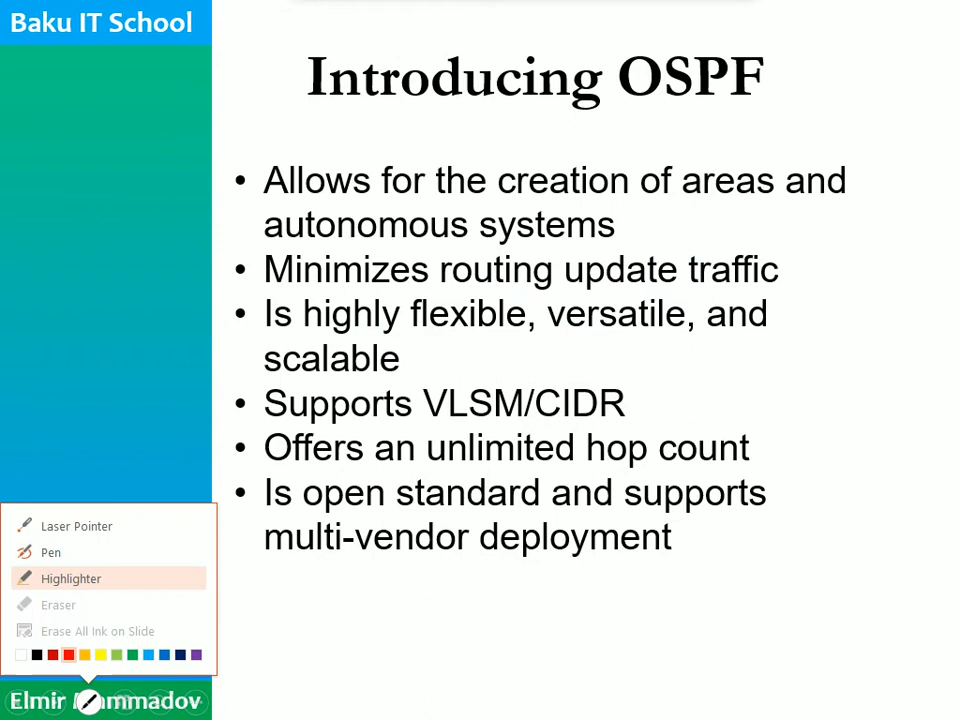 Baku IT School
Introducing OSPF
• Allows for the creation of areas and
autonomous systems
• Minimizes routing update traffic
• Is highly flexible, versatile, and
scalable
• Supports VLSM/CIDR
• Offers an unlimited hop count
• Is open standard and supports
multi-vendor deployment
Laser Pointer
Pen
Highlighter
Eraser
Erase All Ink on Slide
Elmir